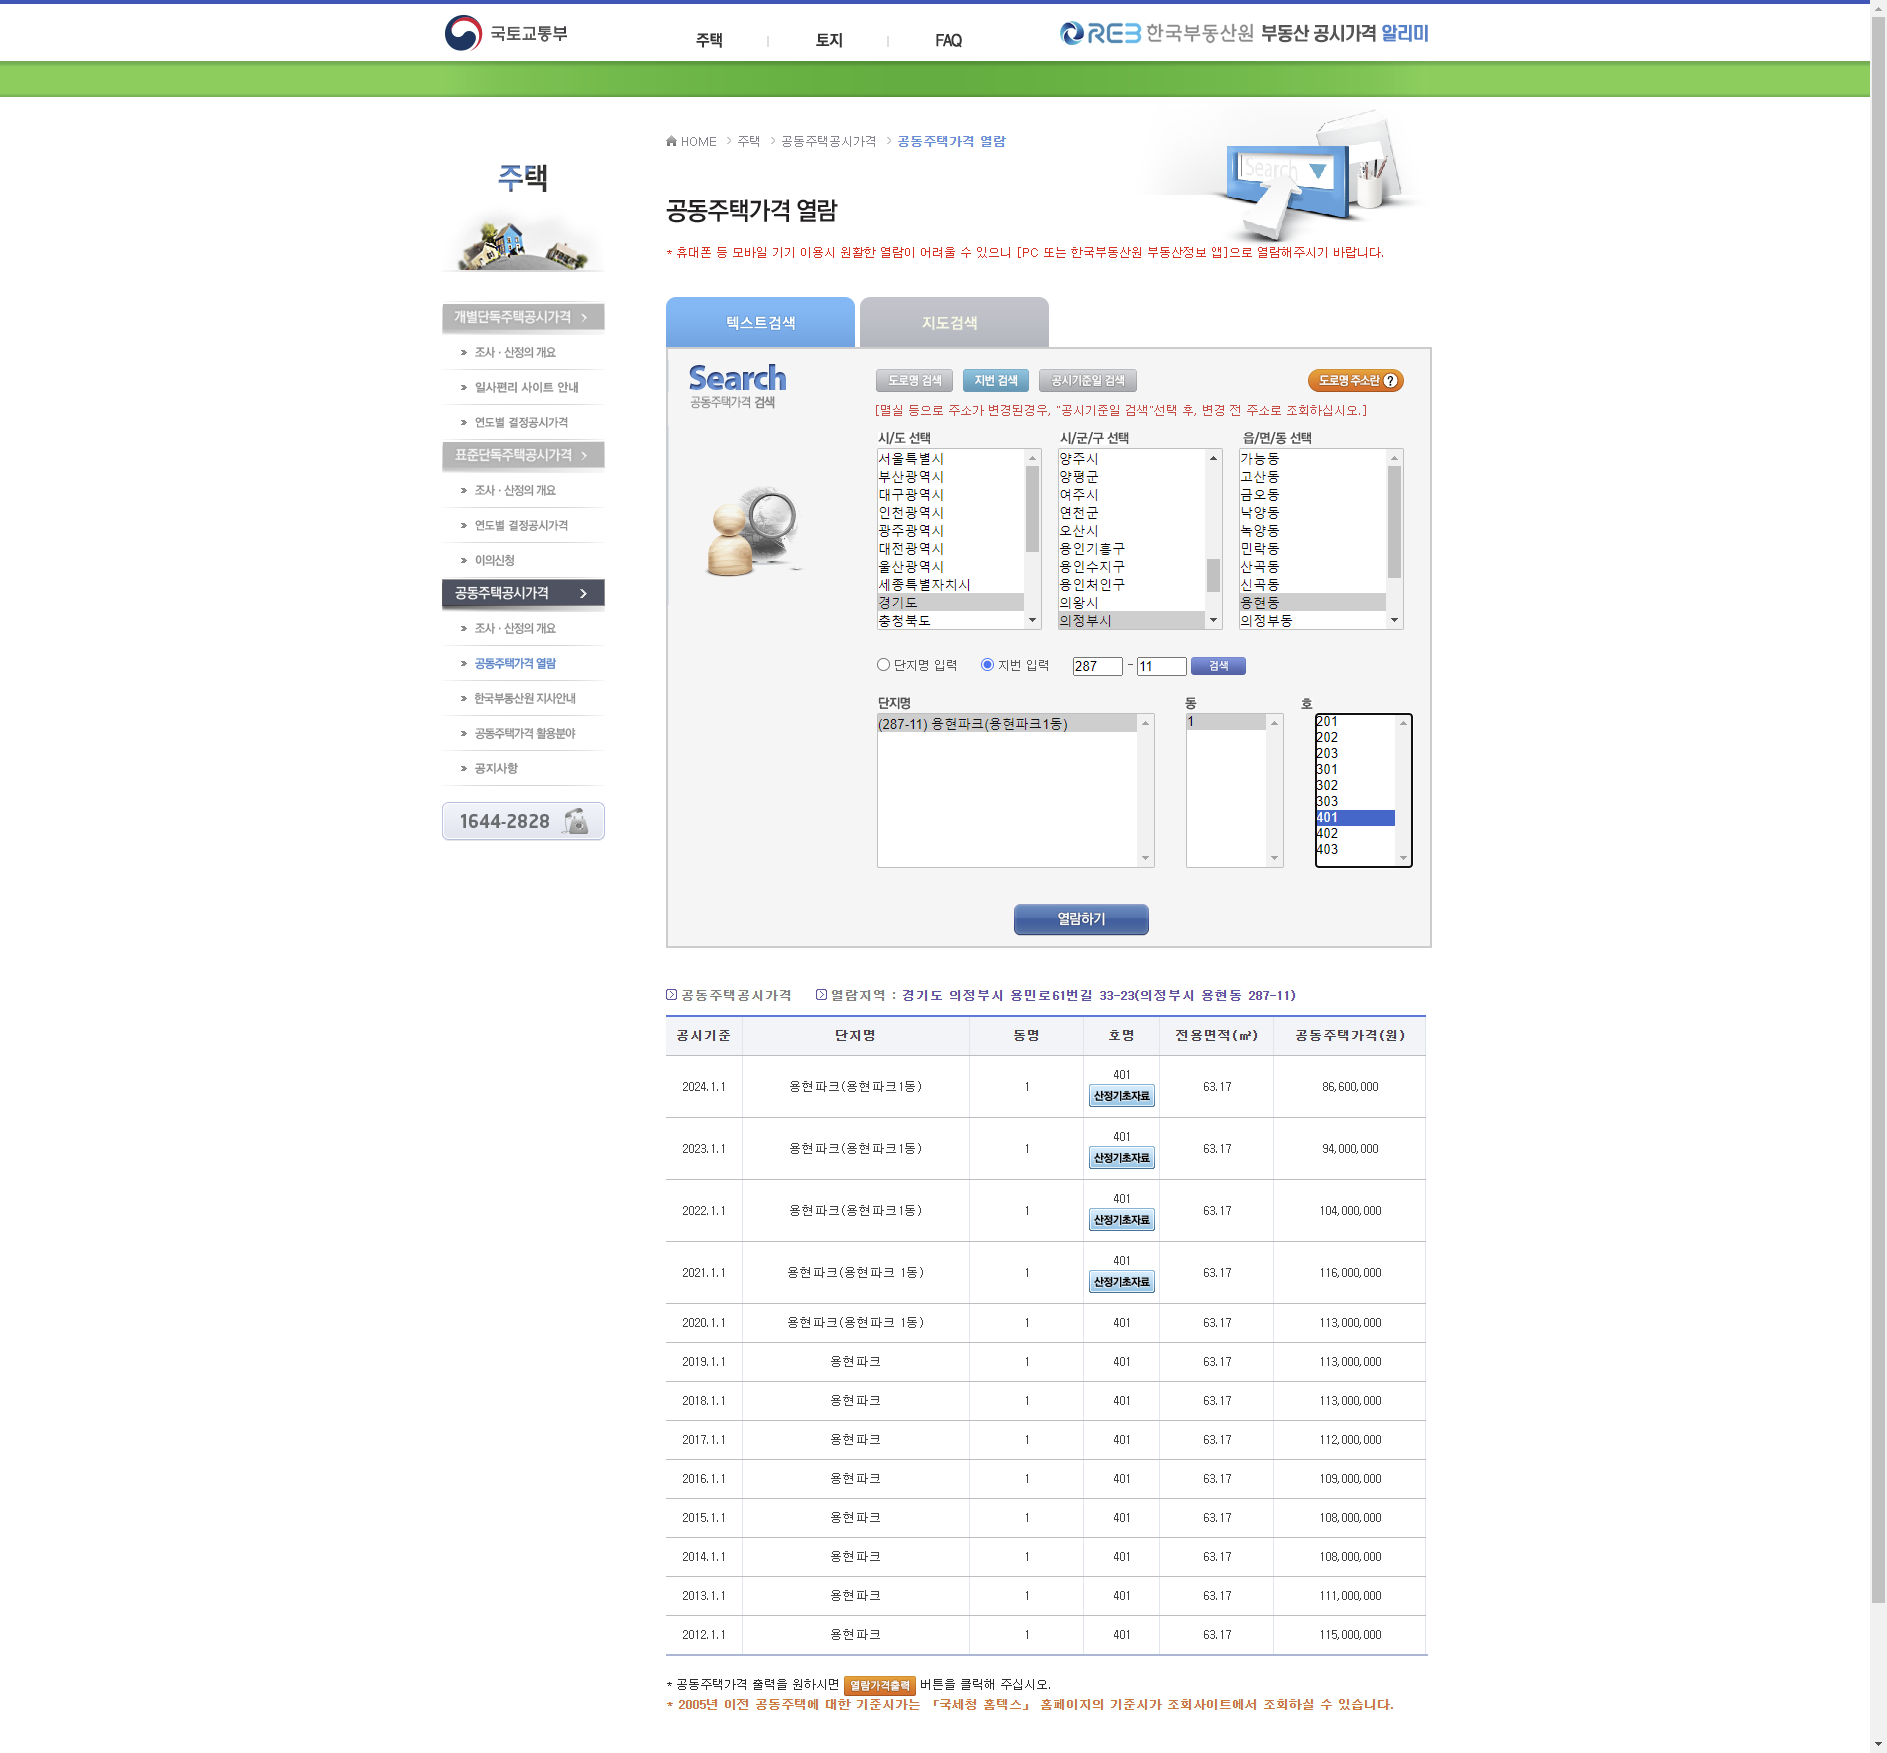 국토교통부
주택
토지
FAQ
REB 한국부동산원 부동산 공시가격 알리미
HOME > 주택 > 공동주택공시가격 > 공동주택가격 열람
주택
공동주택가격 열람
* 휴대폰 등 모바일 기기 이용시 원활한 열람이 어려울 수 있으니 [PC 또는 한국부동산원 부동산정보 앱]으로 열람해주시기 바랍니다.
개별단독주택공시가격
조사 · 산정의 개요
일사편리 사이트 안내
연도별 결정공시가격
표준단독주택공시가격
조사 · 산정의 개요
연도별 결정공시가격
이의신청
공동주택공시가격
조사 · 산정의 개요
공동주택가격 열람
한국부동산원 지사안내
공동주택가격 활용분야
공지사항
1644-2828
텍스트검색
지도검색
Search
Search
공동주택가격 검색
도로명 검색
지번 검색
공시기준일 검색
도로명 주소란 ?
[멸실 등으로 주소가 변경된경우, "공시기준일 검색"선택 후, 변경 전 주소로 조회하십시오.]
시/도 선택
서울특별시
부산광역시
대구광역시
인천광역시
광주광역시
대전광역시
울산광역시
세종특별자치시
경기도
충청북도
시/군/구 선택
양주시
양평군
여주시
연천군
오산시
용인기흥구
용인수지구
용인처인구
의왕시
의정부시
읍/면/동 선택
가능동
고산동
금오동
낙양동
녹양동
민락동
산곡동
신곡동
용현동
의정부동
단지명 입력
지번 입력
287 - 11
검색
단지명
(287-11) 용현파크(용현파크1동)
동
1
호
201
202
203
301
302
303
401
402
403
열람하기
공동주택공시가격 열람지역 : 경기도 의정부시 용민로61번길 33-23(의정부시 용현동 287-11)
공시기준 단지명 동명 호명 전용면적(㎡) 공동주택가격(원)
2024.1.1 용현파크(용현파크1동) 1 401 산정기초자료 63.17 86,600,000
2023.1.1 용현파크(용현파크1동) 1 401 산정기초자료 63.17 94,000,000
2022.1.1 용현파크(용현파크1동) 1 401 산정기초자료 63.17 104,000,000
2021.1.1 용현파크(용현파크 1동) 1 401 산정기초자료 63.17 116,000,000
2020.1.1 용현파크(용현파크 1동) 1 401 63.17 113,000,000
2019.1.1 용현파크 1 401 63.17 113,000,000
2018.1.1 용현파크 1 401 63.17 113,000,000
2017.1.1 용현파크 1 401 63.17 112,000,000
2016.1.1 용현파크 1 401 63.17 109,000,000
2015.1.1 용현파크 1 401 63.17 108,000,000
2014.1.1 용현파크 1 401 63.17 108,000,000
2013.1.1 용현파크 1 401 63.17 111,000,000
2012.1.1 용현파크 1 401 63.17 115,000,000
* 공동주택가격 출력을 원하시면 열람가격출력 버튼을 클릭해 주십시오.
* 2005년 이전 공동주택에 대한 기준시가는 「국세청 홈텍스」 홈페이지의 기준시가 조회사이트에서 조회하실 수 있습니다.